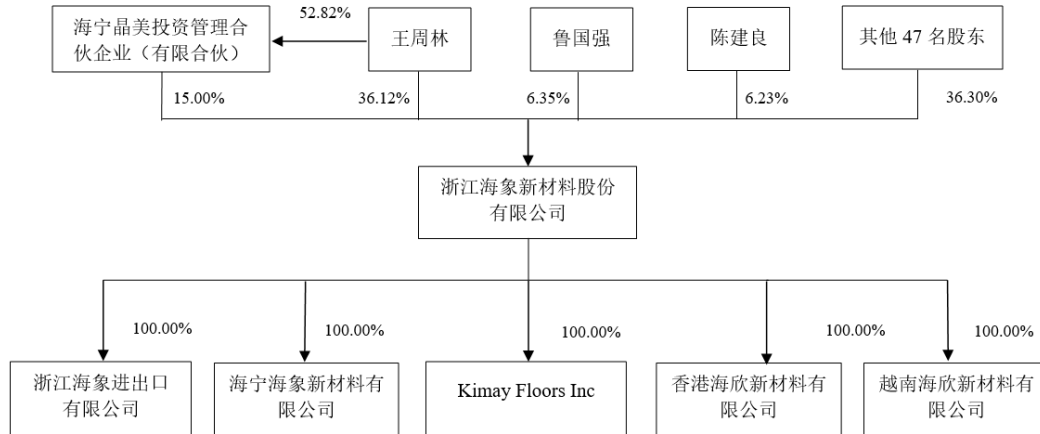 52.82%
海宁晶美投资管理合
伙企业（有限合伙）
王周林
鲁国强
陈建良
其他 47 名股东
15.00%
36.12%
6.35%
6.23%
36.30%
浙江海象新材料股份
有限公司
100.00%
100.00%
100.00%
100.00%
100.00%
浙江海象进出口
有限公司
海宁海象新材料有
限公司
Kimay Floors Inc
香港海欣新材料有
限公司
越南海欣新材料有
限公司